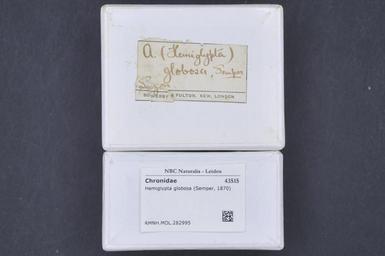 A. (Hemiglypta)
globosa, Semper
Luzon
SOWERBY & FULTON, KEW, LONDON
NBC Naturalis - Leiden
Chronidae 43515
Hemiglypta globosa (Semper, 1870)
RMNH.MOL.282995